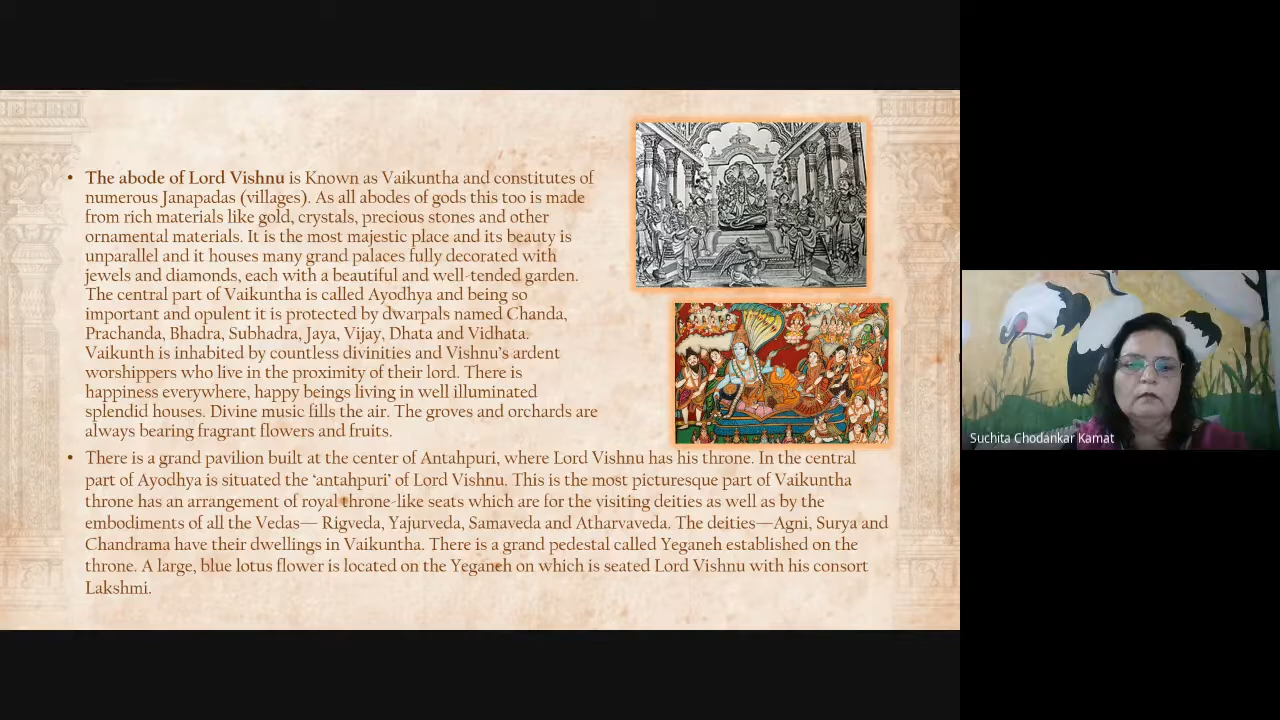 • The abode of Lord Vishnu is Known as Vaikuntha and constitutes of
numerous Janapadas (villages). As all abodes of gods this too is made
from rich materials like gold, crystals, precious stones and other
ornamental materials. It is the most majestic place and its beauty is
unparallel and it houses many grand palaces fully decorated with
jewels and diamonds, each with a beautiful and well-tended garden.
The central part of Vaikuntha is called Ayodhya and being so
important and opulent it is protected by dwarpals named Chanda,
Prachanda, Bhadra, Subhadra, Jaya, Vijay, Dhata and Vidhata.
Vaikunth is inhabited by countless divinities and Vishnu's ardent
worshippers who live in the proximity of their lord. There is
happiness everywhere, happy beings living in well illuminated
splendid houses. Divine music fills the air. The groves and orchards are
always bearing fragrant flowers and fruits.
• There is a grand pavilion built at the center of Antahpuri, where Lord Vishnu has his throne. In the central
part of Ayodhya is situated the ‘antahpuri’ of Lord Vishnu. This is the most picturesque part of Vaikuntha
throne has an arrangement of royal throne-like seats which are for the visiting deities as well as by the
embodiments of all the Vedas— Rigveda, Yajurveda, Samaveda and Atharvaveda. The deities—Agni, Surya and
Chandrama have their dwellings in Vaikuntha. There is a grand pedestal called Yeganeh established on the
throne. A large, blue lotus flower is located on the Yeganeh on which is seated Lord Vishnu with his consort
Lakshmi.
Suchita Chodankar Kamat